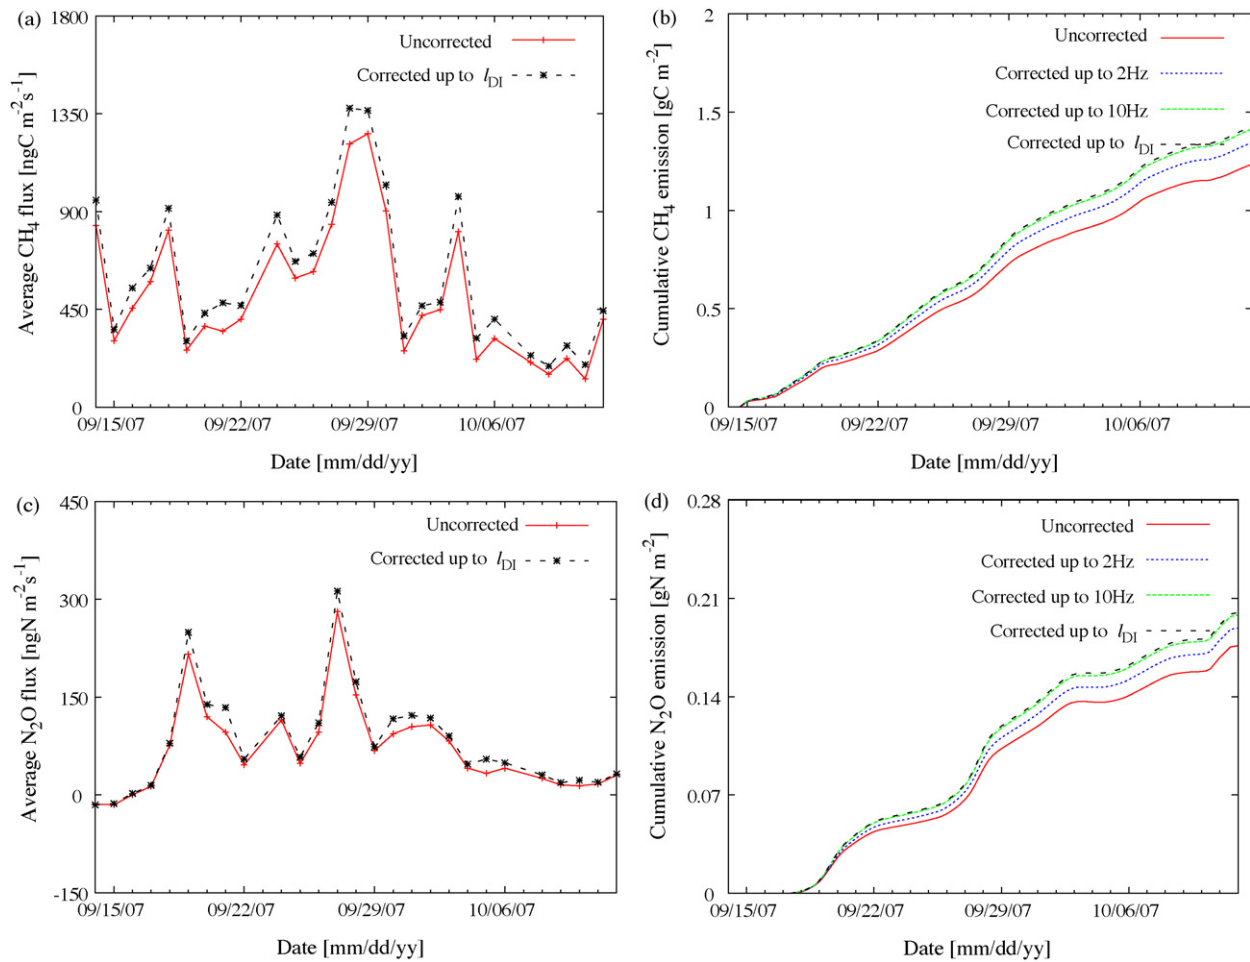 (a)
1800
1350
900
450
0
Average CH4 flux [ngC m-2s-1]
Uncorrected
Corrected up to lDI
09/15/07 09/22/07 09/29/07 10/06/07
Date [mm/dd/yy]
(b)
2
1.5
1
0.5
0
Cumulative CH4 emission [gC m-2]
Uncorrected
Corrected up to 2Hz
Corrected up to 10Hz
Corrected up to lDI
09/15/07 09/22/07 09/29/07 10/06/07
Date [mm/dd/yy]
(c)
450
300
150
0
-150
Average N2O flux [ngN m-2s-1]
Uncorrected
Corrected up to lDI
09/15/07 09/22/07 09/29/07 10/06/07
Date [mm/dd/yy]
(d)
0.28
0.21
0.14
0.07
0
Cumulative N2O emission [gN m-2]
Uncorrected
Corrected up to 2Hz
Corrected up to 10Hz
Corrected up to lDI
09/15/07 09/22/07 09/29/07 10/06/07
Date [mm/dd/yy]